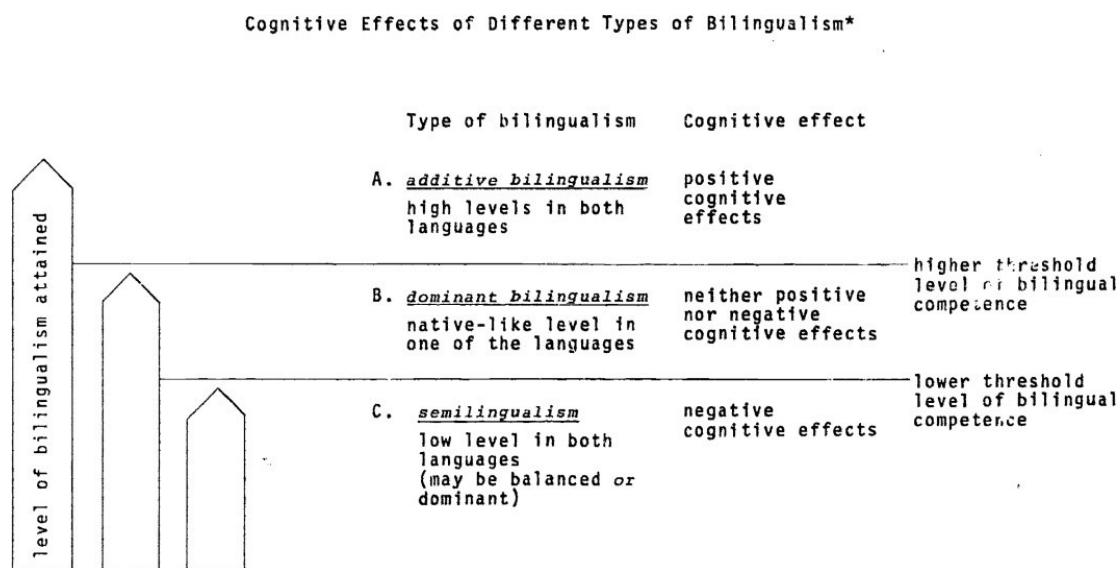 Cognitive Effects of Different Types of Bilingualism*
Type of bilingualism Cognitive effect
A. additive bilingualism positive
high levels in both cognitive
languages effects
level of bilingualism attained
higher threshold
level of bilingual
competence
B. dominant bilingualism neither positive
native-like level in nor negative
one of the languages cognitive effects
lower threshold
level of bilingual
competence
C. semilingualism negative
low level in both cognitive effects
languages
(may be balanced or
dominant)